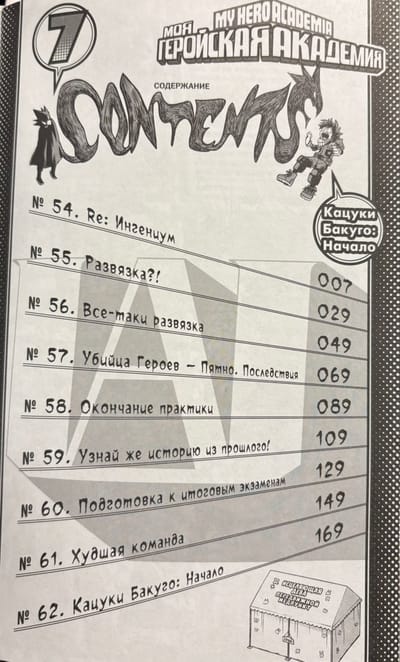 7
MY HERO ACADEMIA
МОЯ
ГЕРОЙСКАЯ АКАДЕМИЯ
СОДЕРЖАНИЕ
CONTENTS
Кацуки
Бакуго:
Начало
№ 54. Re: Ингениум 007
№ 55. Развязка?! 029
№ 56. Все-таки развязка 049
№ 57. Убийца Героев – Пятно. Последствия 069
№ 58. Окончание практики 089
№ 59. Узнай же историю из прошлого! 109
№ 60. Подготовка к итоговым экзаменам 129
№ 61. Худшая команда 149
№ 62. Кацуки Бакуго: Начало 169
ИСЦЕЛЯЮЩАЯ
ДЕВА
МЕДПУНКТ